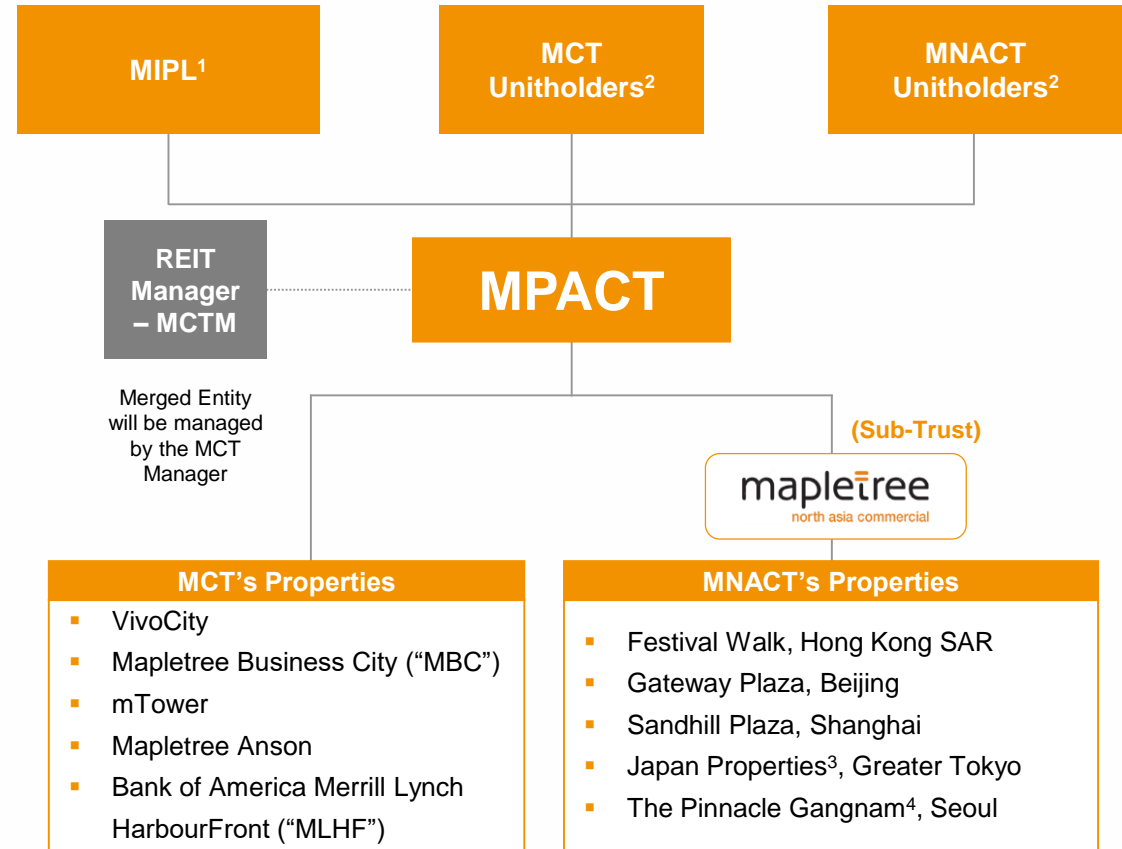 MIPL¹
MCT
Unitholders²
MNACT
Unitholders²
REIT
Manager
– MCTM
MPACT
Merged Entity
will be managed
by the MCT
Manager
(Sub-Trust)
mapletree
north asia commercial
MCT’s Properties
▪ VivoCity
▪ Mapletree Business City (“MBC”)
▪ mTower
▪ Mapletree Anson
▪ Bank of America Merrill Lynch
HarbourFront (“MLHF”)
MNACT’s Properties
▪ Festival Walk, Hong Kong SAR
▪ Gateway Plaza, Beijing
▪ Sandhill Plaza, Shanghai
▪ Japan Properties³, Greater Tokyo
▪ The Pinnacle Gangnam⁴, Seoul